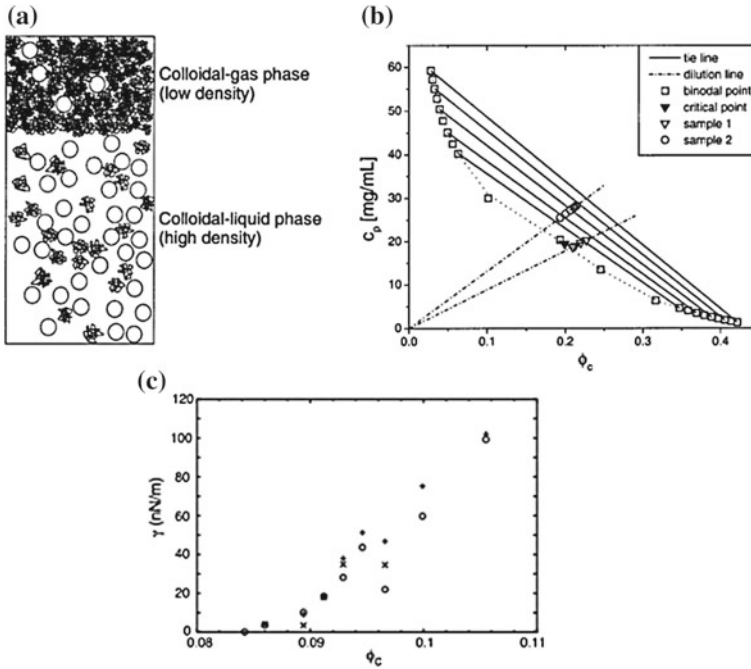 (a)
Colloidal-gas phase
(low density)
Colloidal-liquid phase
(high density)
(b)
60
50
40
30
20
10
0
c_p [mg/mL]
0.0
0.1
0.2
0.3
0.4
ϕ_c
tie line
dilution line
binodal point
critical point
sample 1
sample 2
(c)
120
100
80
60
40
20
0
γ (nN/m)
0.08
0.09
0.1
0.11
ϕ_C